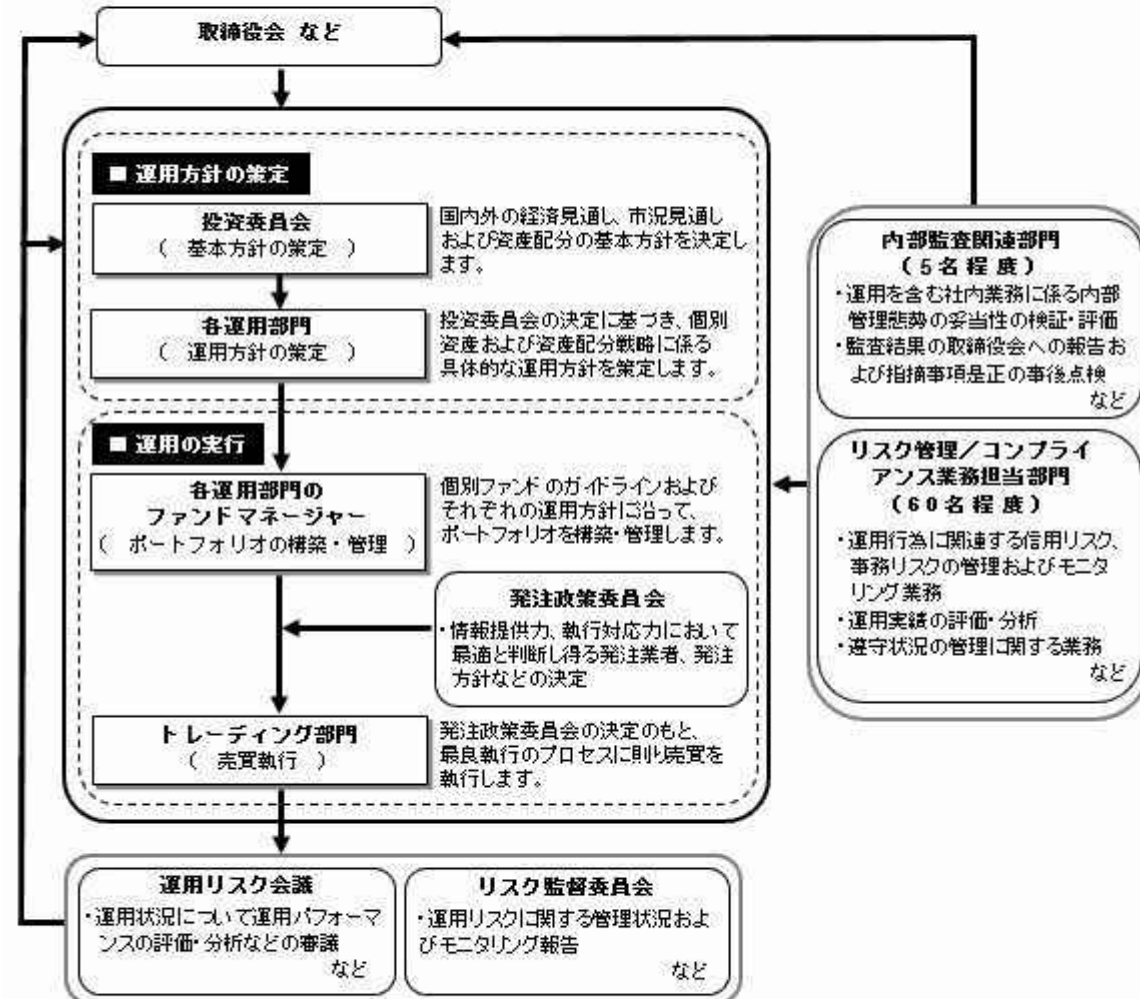 取締役会 など
■ 運用方針の策定
投資委員会
( 基本方針の策定 )
国内外の経済見通し、市況見通し
および資産配分の基本方針を決定し
ます。
各運用部門
( 運用方針の策定 )
投資委員会の決定に基づき、個別
資産および資産配分戦略に係る
具体的な運用方針を策定します。
■ 運用の実行
各運用部門の
ファンドマネージャー
( ポートフォリオの構築・管理 )
個別ファンドのガイドラインおよび
それぞれの運用方針に沿って、
ポートフォリオを構築・管理します。
発注政策委員会
・情報提供力、執行対応力において
最適と判断し得る発注業者、発注
方針などの決定
トレーディング部門
( 売買執行 )
発注政策委員会の決定のもと、
最良執行のプロセスに則り売買を
執行します。
内部監査関連部門
(5名程度)
・運用を含む社内業務に係る内部
管理態勢の妥当性の検証・評価
・監査結果の取締役会への報告お
よび指摘事項是正の事後点検
など
リスク管理/コンプライ
アンス業務担当部門
(60名程度)
・運用行為に関連する信用リスク、
事務リスクの管理およびモニタ
リング業務
・運用実績の評価・分析
・遵守状況の管理に関する業務
など
運用リスク会議
・運用状況について運用パフォーマ
ンスの評価・分析などの審議
など
リスク監督委員会
・運用リスクに関する管理状況およ
びモニタリング報告
など